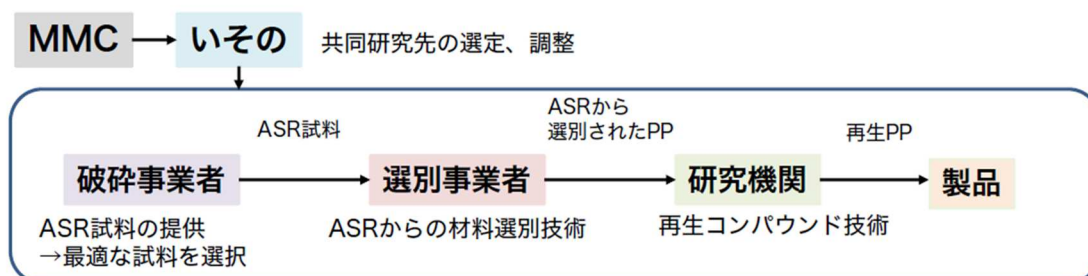 MMC
いその
共同研究先の選定、調整
ASR試料
ASRから
選別されたPP
再生PP
破砕事業者
選別事業者
研究機関
製品
ASR試料の提供
→最適な試料を選択
ASRからの材料選別技術
再生コンパウンド技術